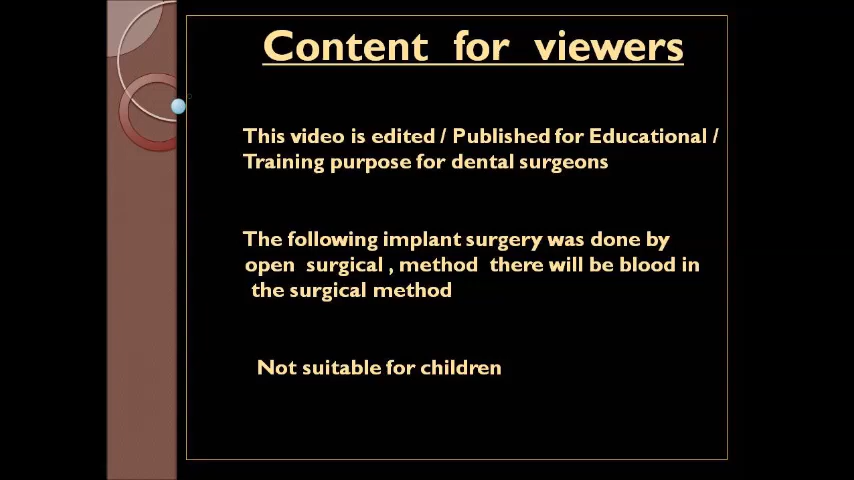 Content for viewers
This video is edited / Published for Educational /
Training purpose for dental surgeons
The following implant surgery was done by
open surgical , method there will be blood in
the surgical method
Not suitable for children